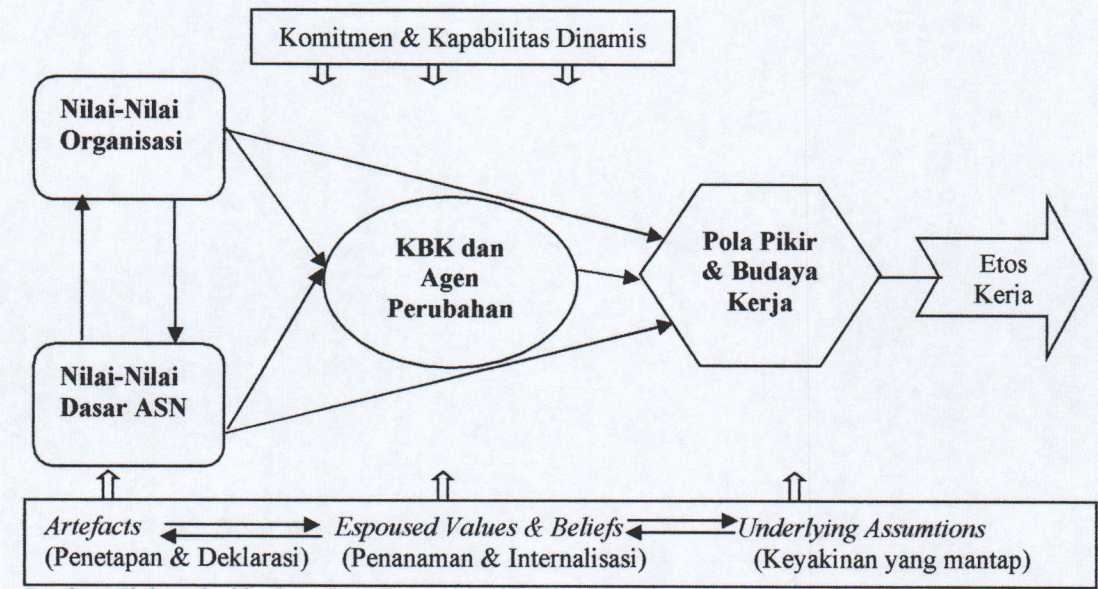 Komitmen & Kapabilitas Dinamis
Nilai-Nilai
Organisasi
KBK dan
Agen
Perubahan
Pola Pikir
& Budaya
Kerja
Etos
Kerja
Nilai-Nilai
Dasar ASN
Artefacts
(Penetapan & Deklarasi)
Espoused Values & Beliefs
(Penanaman & Internalisasi)
Underlying Assumtions
(Keyakinan yang mantap)